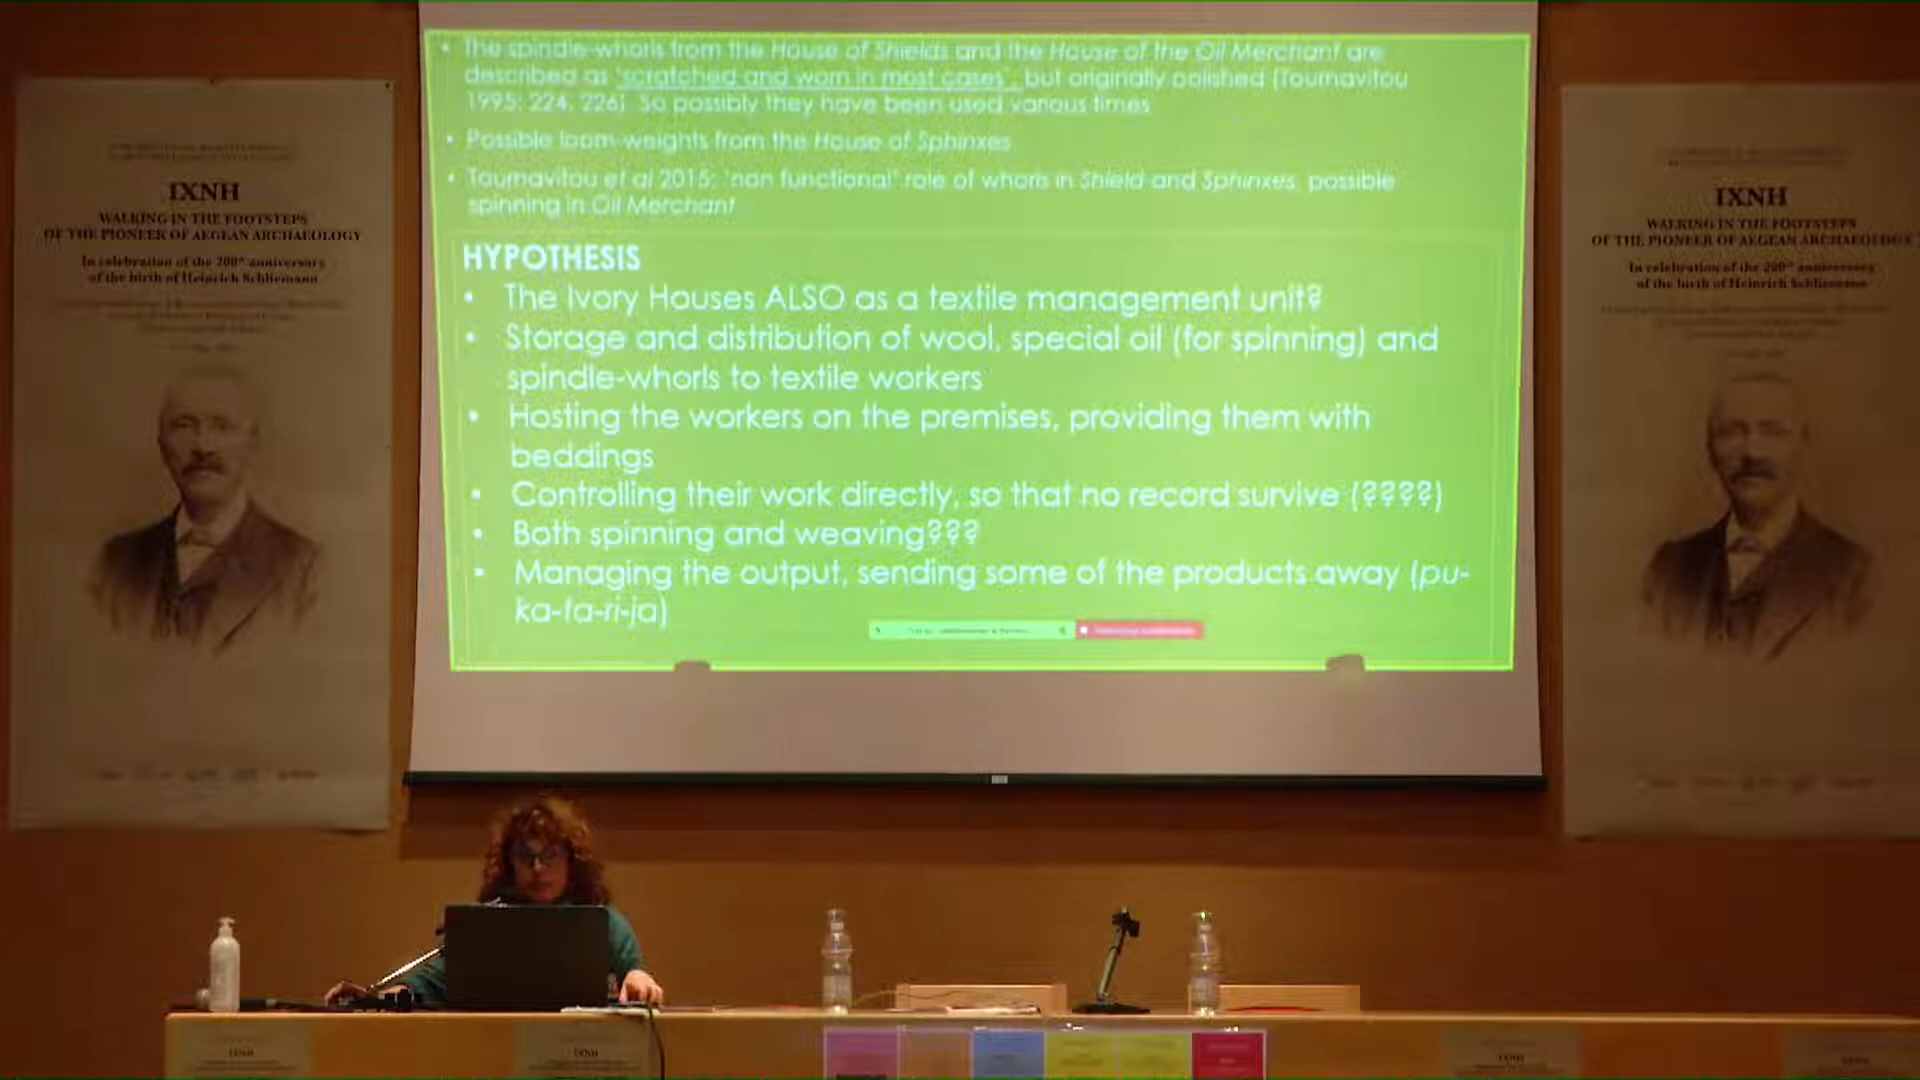 • The spindle-whorls from the House of Shields and the House of the Oil Merchant are
described as 'scratched and worn in most cases', but originally polished (Tournavitou
1995: 224, 226). So possibly they have been used various times
• Possible loom-weights from the House of Sphinxes
• Tournavitou et al 2015: 'non functional' role of whorls in Shield and Sphinxes, possible
spinning in Oil Merchant
HYPOTHESIS
• The Ivory Houses ALSO as a textile management unit?
• Storage and distribution of wool, special oil (for spinning) and
spindle-whorls to textile workers
• Hosting the workers on the premises, providing them with
beddings
• Controlling their work directly, so that no record survive (????)
• Both spinning and weaving???
• Managing the output, sending some of the products away (pu-
ka-ta-ri-ja)
ΙΧΝΗ
WALKING IN THE FOOTSTEPS
OF THE PIONEER OF AEGEAN ARCHAEOLOGY
In celebration of the 200th anniversary
of the birth of Heinrich Schliemann
ΙΧΝΗ
WALKING IN THE FOOTSTEPS
OF THE PIONEER OF AEGEAN ARCHAEOLOGY
In celebration of the 200th anniversary
of the birth of Heinrich Schliemann
ΙΧΝΗ
ΙΧΝΗ
ΙΧΝΗ
ΙΧΝΗ